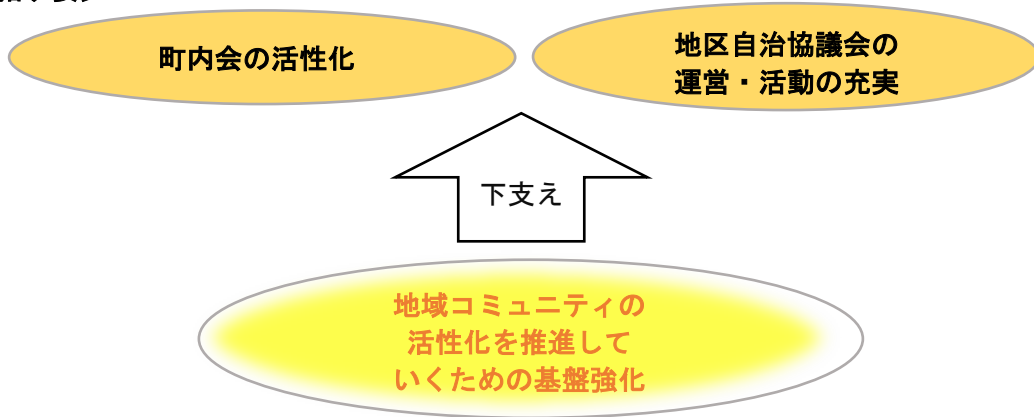 町内会の活性化
地区自治協議会の
運営・活動の充実
下支え
地域コミュニティの
活性化を推進して
いくための基盤強化